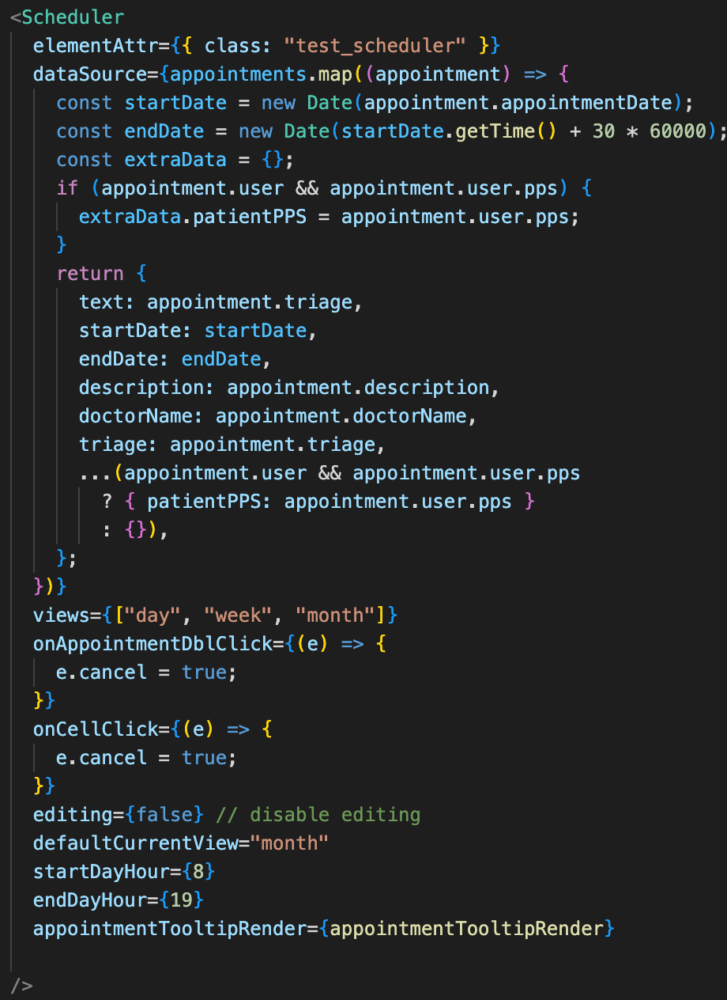 <Scheduler
  elementAttr={{ class: "test_scheduler" }}
  dataSource={appointments.map((appointment) => {
    const startDate = new Date(appointment.appointmentDate);
    const endDate = new Date(startDate.getTime() + 30 * 60000);
    const extraData = {};
    if (appointment.user && appointment.user.pps) {
      extraData.patientPPS = appointment.user.pps;
    }
    return {
      text: appointment.triage,
      startDate: startDate,
      endDate: endDate,
      description: appointment.description,
      doctorName: appointment.doctorName,
      triage: appointment.triage,
      ...(appointment.user && appointment.user.pps
        ? { patientPPS: appointment.user.pps }
        : {}),
    };
  })}
  views={["day", "week", "month"]}
  onAppointmentDblClick={(e) => {
    e.cancel = true;
  }}
  onCellClick={(e) => {
    e.cancel = true;
  }}
  editing={false} // disable editing
  defaultCurrentView="month"
  startDayHour={8}
  endDayHour={19}
  appointmentTooltipRender={appointmentTooltipRender}
/>